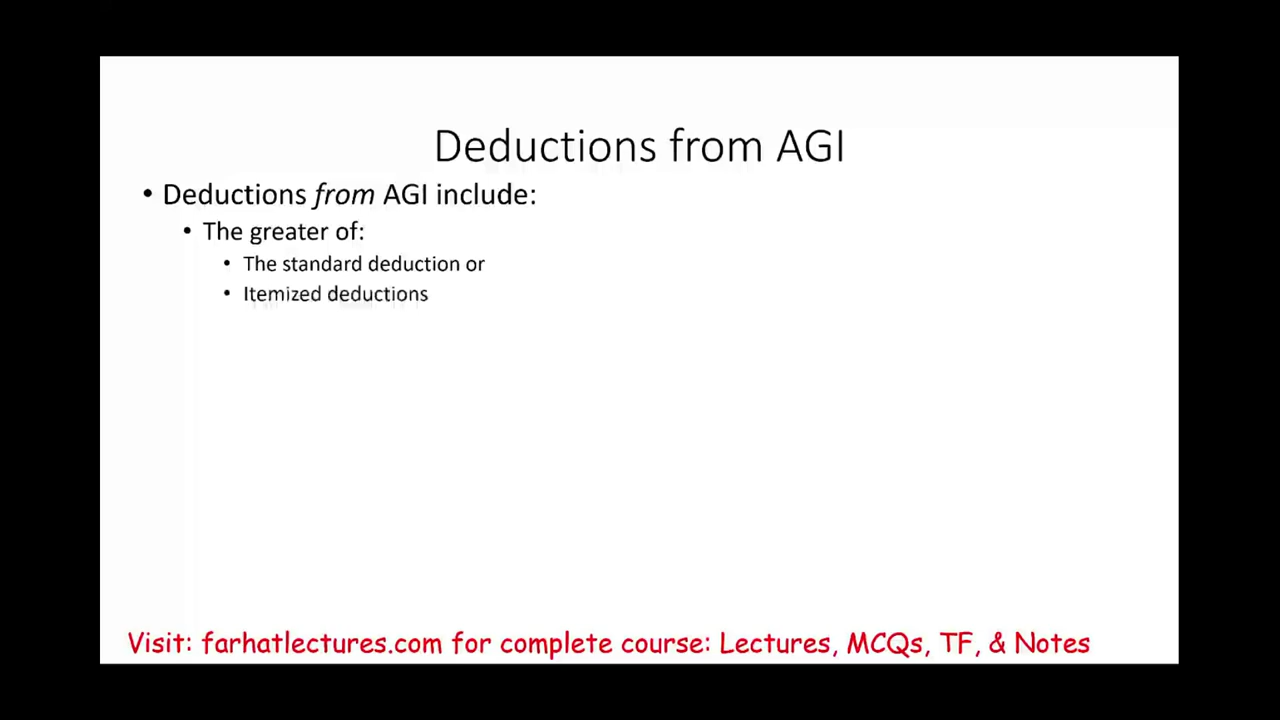 Deductions from AGI
• Deductions from AGI include:
• The greater of:
• The standard deduction or
• Itemized deductions
Visit: farhatlectures.com for complete course: Lectures, MCQs, TF, & Notes